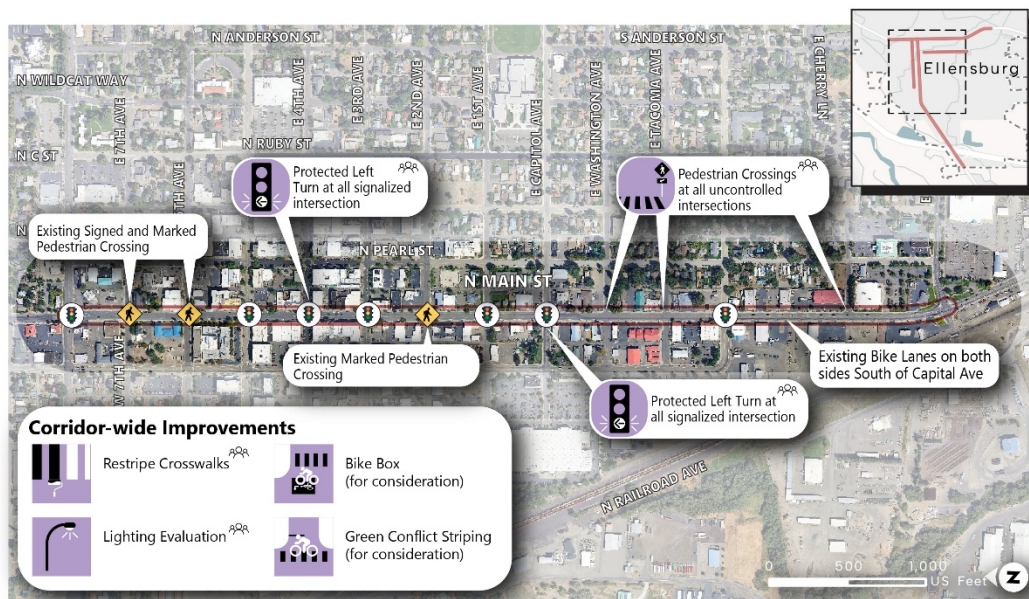 N ANDERSON ST
S ANDERSON ST
E CHERRY LN
Ellensburg
N WILDCAT WAY
E 7TH AVE
E 4TH AVE
E 3RD AVE
E 2ND AVE
E 1ST AVE
E CAPITOL AVE
E WASHINGTON AVE
E TACOMA AVE
N C ST
N RUBY ST
Protected Left
Turn at all signalized
intersection
Pedestrian Crossings
at all uncontrolled
intersections
Existing Signed and Marked
Pedestrian Crossing
N PEARL ST
N MAIN ST
W 7TH AVE
Existing Marked Pedestrian
Crossing
Existing Bike Lanes on both
sides South of Capital Ave
Protected Left Turn at
all signalized intersection
Corridor-wide Improvements
Restripe Crosswalks
Bike Box
(for consideration)
Lighting Evaluation
Green Conflict Striping
(for consideration)
N RAILROAD AVE
0 500 1,000
US Feet
Z